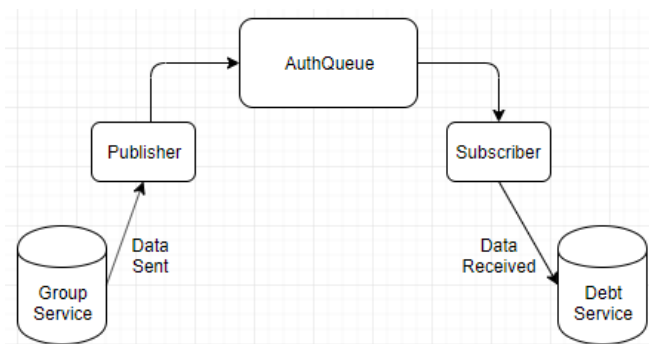 AuthQueue
Publisher
Subscriber
Data
Sent
Data
Received
Group
Service
Debt
Service